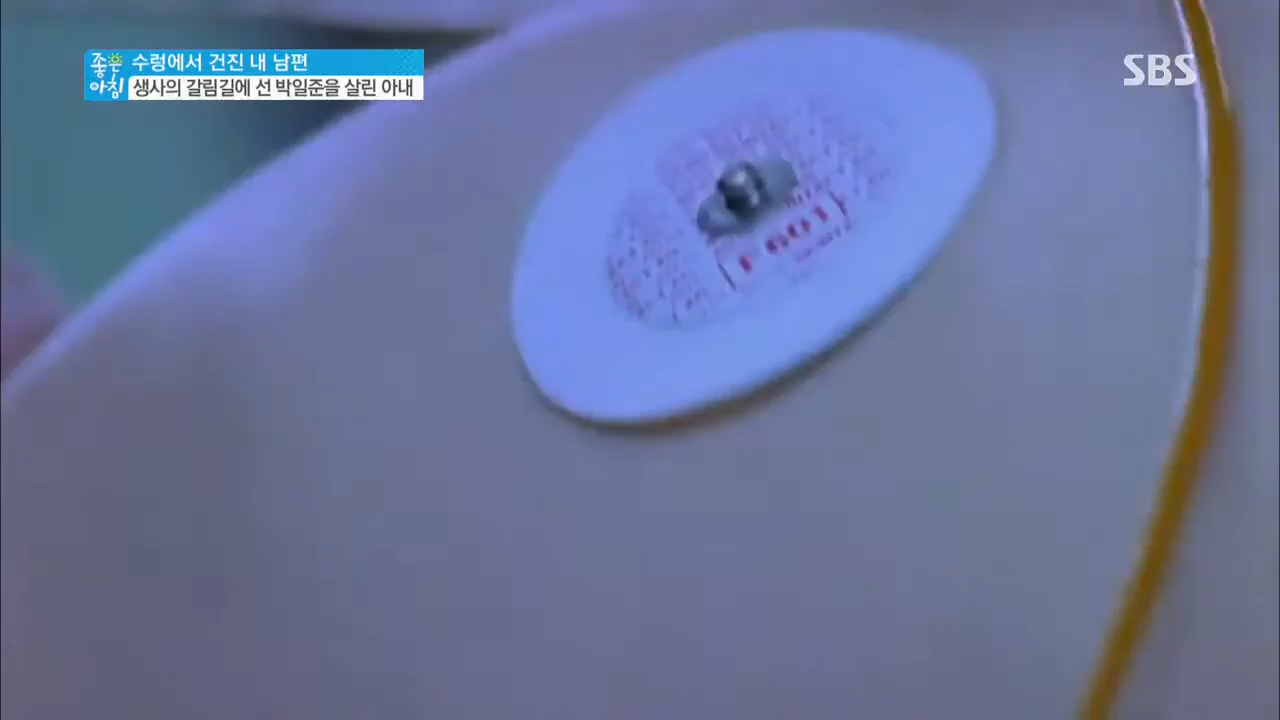 좋은 아침
수렁에서 건진 내 남편
생사의 갈림길에 선 박일준을 살린 아내
SBS